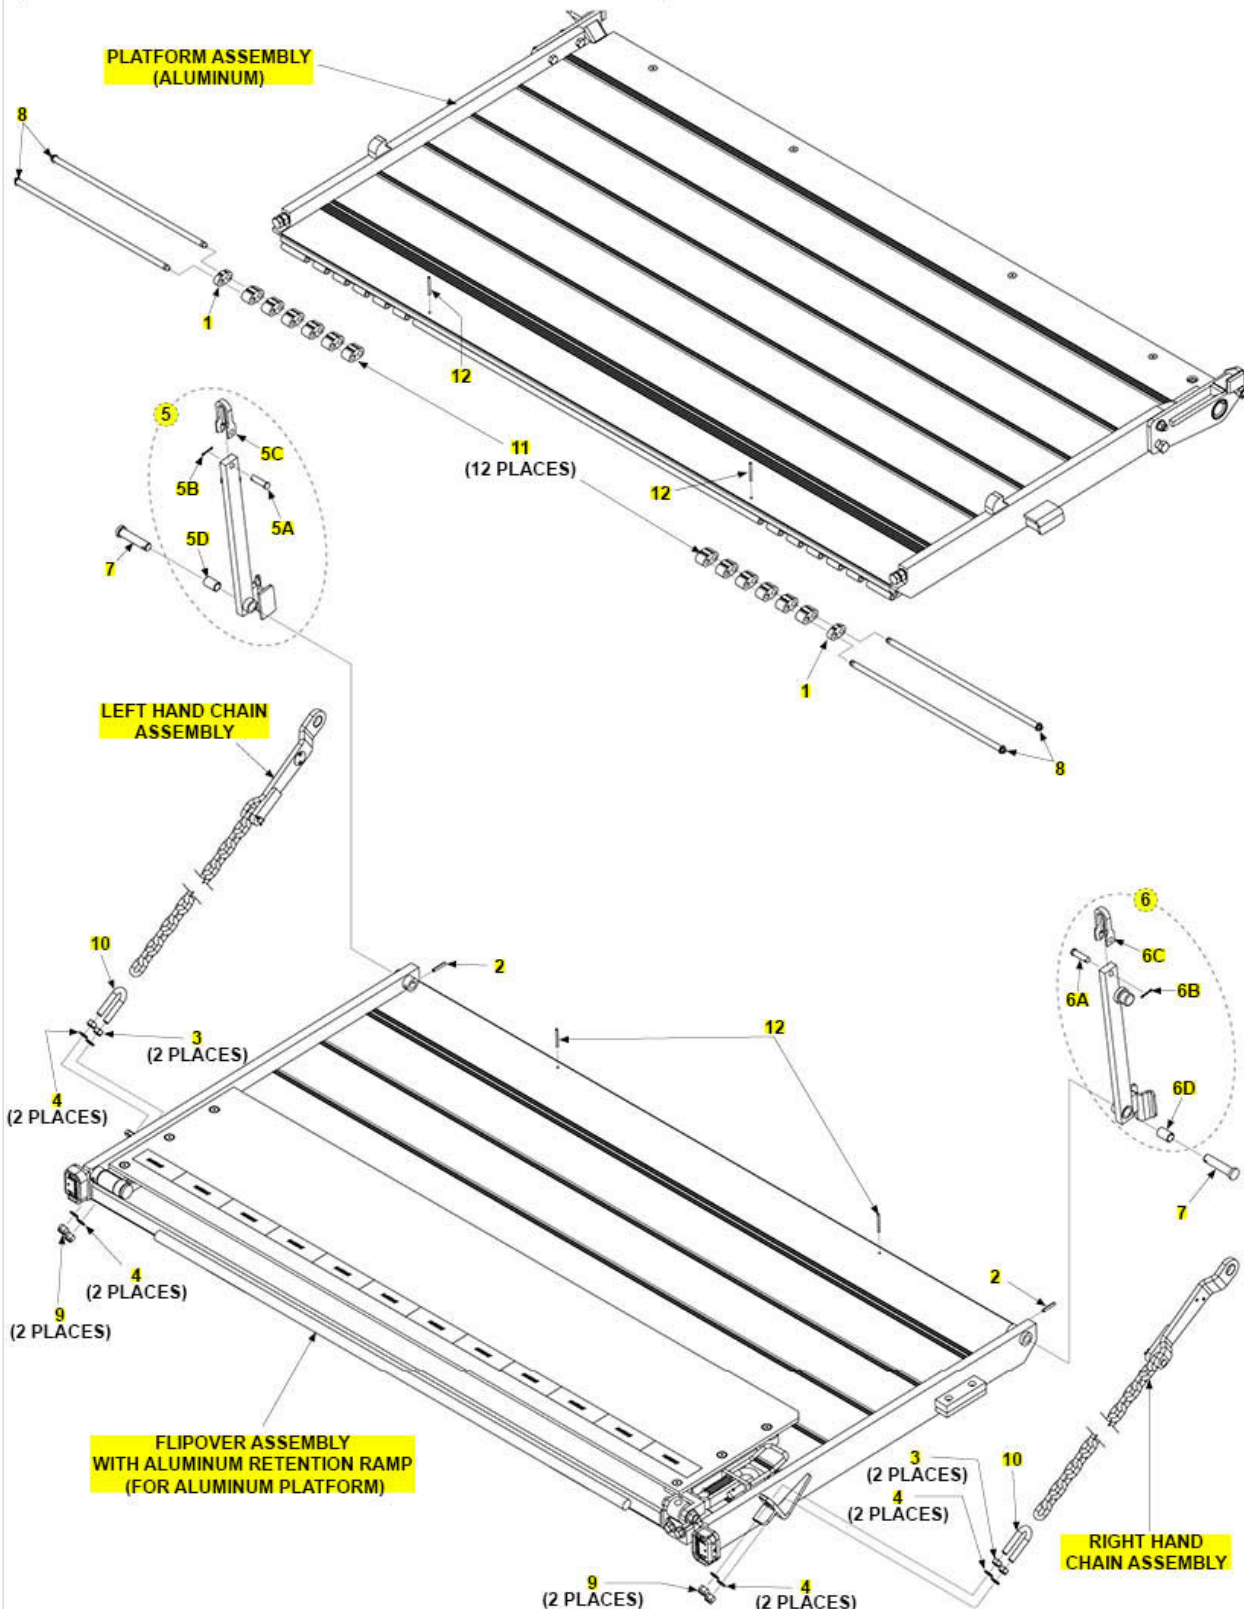 PLATFORM ASSEMBLY
(ALUMINUM)
8
1
12
5
5C
5B
5A
11
(12 PLACES)
12
5D
7
1
8
LEFT HAND CHAIN
ASSEMBLY
10
2
3
(2 PLACES)
4
(2 PLACES)
12
6
6C
6A
6B
6D
7
4
(2 PLACES)
9
(2 PLACES)
2
FLIPOVER ASSEMBLY
WITH ALUMINUM RETENTION RAMP
(FOR ALUMINUM PLATFORM)
3
(2 PLACES)
10
4
(2 PLACES)
RIGHT HAND
CHAIN ASSEMBLY
9
(2 PLACES)
4
(2 PLACES)